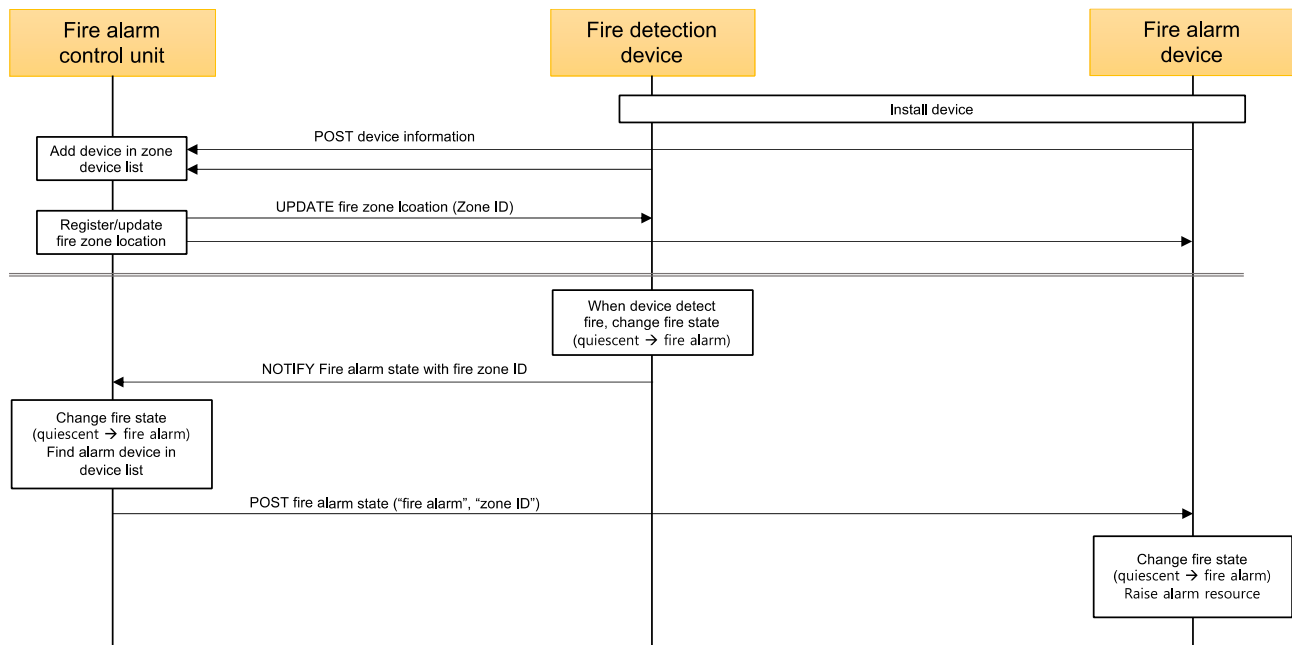 Fire alarm
control unit
Fire detection
device
Fire alarm
device
Install device
POST device information
Add device in zone
device list
UPDATE fire zone lcoation (Zone ID)
Register/update
fire zone location
When device detect
fire, change fire state
(quiescent → fire alarm)
NOTIFY Fire alarm state with fire zone ID
Change fire state
(quiescent → fire alarm)
Find alarm device in
device list
POST fire alarm state (“fire alarm”, “zone ID”)
Change fire state
(quiescent → fire alarm)
Raise alarm resource